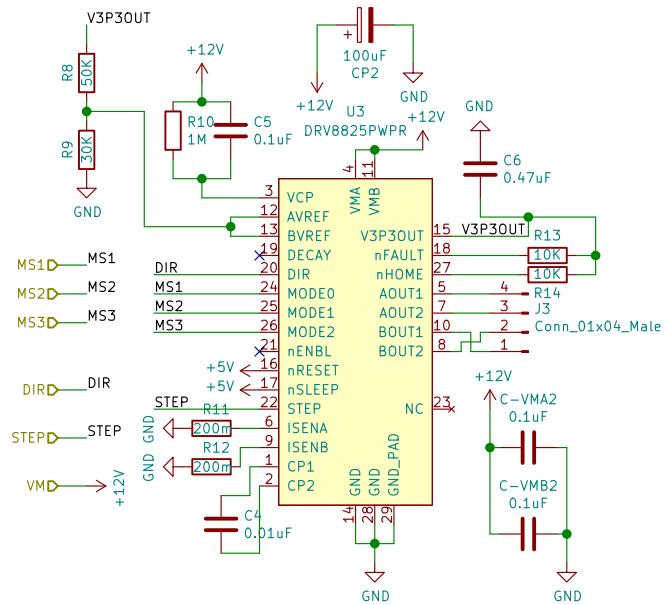 V3P3OUT
R8
50K
R9
30K
GND
+12V
R10
1M
C5
0.1uF
+
100uF
CP2
+12V
GND
U3
DRV8825PWPR
+12V
GND
C6
0.47uF
4
VMA
11
VMB
3
VCP
12
AVREF
13
BVREF
19
DECAY
DIR
20
DIR
MS1
24
MODE0
MS2
25
MODE1
MS3
26
MODE2
21
nENBL
+5V
16
nRESET
+5V
17
nSLEEP
STEP
22
STEP
GND
R11
200m
6
ISENA
GND
R12
200m
9
ISENB
1
CP1
2
CP2
C4
0.01uF
V3P3OUT
15
V3P3OUT
nFAULT
18
R13
10K
nHOME
27
10K
R14
AOUT1
5
4
AOUT2
7
3
BOUT1
10
2
BOUT2
8
1
J3
Conn_01x04_Male
NC
23
GND
14
GND
28
GND_PAD
29
GND
+12V
C-VMA2
0.1uF
C-VMB2
0.1uF
GND
MS1
MS1
MS2
MS2
MS3
MS3
DIR
DIR
STEP
STEP
VM
+12V